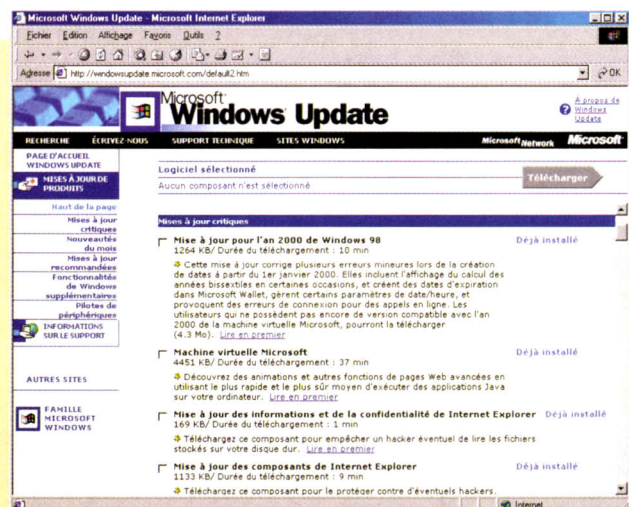 Microsoft Windows Update - Microsoft Internet Explorer
Fichier Édition Affichage Favoris Outils ?
Adresse http://windowsupdate.microsoft.com/default2.htm OK
Microsoft
Windows Update
À propos de
Windows
Update
RECHERCHE ÉCRIVEZ-NOUS SUPPORT TECHNIQUE SITES WINDOWS Microsoft Network Microsoft
PAGE D'ACCUEIL
WINDOWS UPDATE
MISES À JOUR DE
PRODUITS
Haut de la page
Mises à jour
critiques
Nouveautés
du mois
Mises à jour
recommandées
Fonctionnalités
de Windows
supplémentaires
Pilotes de
périphériques
INFORMATIONS
SUR LE SUPPORT
AUTRES SITES
FAMILLE
MICROSOFT
WINDOWS
Logiciel sélectionné
Aucun composant n'est sélectionné
Télécharger
Mises à jour critiques
Mise à jour pour l'an 2000 de Windows 98 Déjà installé
1264 KB/ Durée du téléchargement : 10 min
Cette mise à jour corrige plusieurs erreurs mineures lors de la création
de dates à partir du 1er janvier 2000. Elles incluent l'affichage du calcul des
années bissextiles en certaines occasions, et créent des dates d'expiration
dans Microsoft Wallet, gèrent certains paramètres de date/heure, et
provoquent des erreurs de connexion pour des appels en ligne. Les
utilisateurs qui ne possèdent pas encore de version compatible avec l'an
2000 de la machine virtuelle Microsoft, pourront la télécharger
(4.3 Mo). Lire en premier
Machine virtuelle Microsoft Déjà installé
4451 KB/ Durée du téléchargement : 37 min
Découvrez des animations et autres fonctions de pages Web avancées en
utilisant le plus rapide et le plus sûr moyen d'exécuter des applications Java
sur votre ordinateur. Lire en premier
Mise à jour des informations et de la confidentialité de Internet Explorer Déjà installé
169 KB/ Durée du téléchargement : 1 min
Téléchargez ce composant pour empêcher un hacker éventuel de lire les fichiers
stockés sur votre disque dur. Lire en premier
Mise à jour des composants de Internet Explorer Déjà installé
1133 KB/ Durée du téléchargement : 9 min
Téléchargez ce composant pour le protéger contre d'éventuels hackers.
Internet